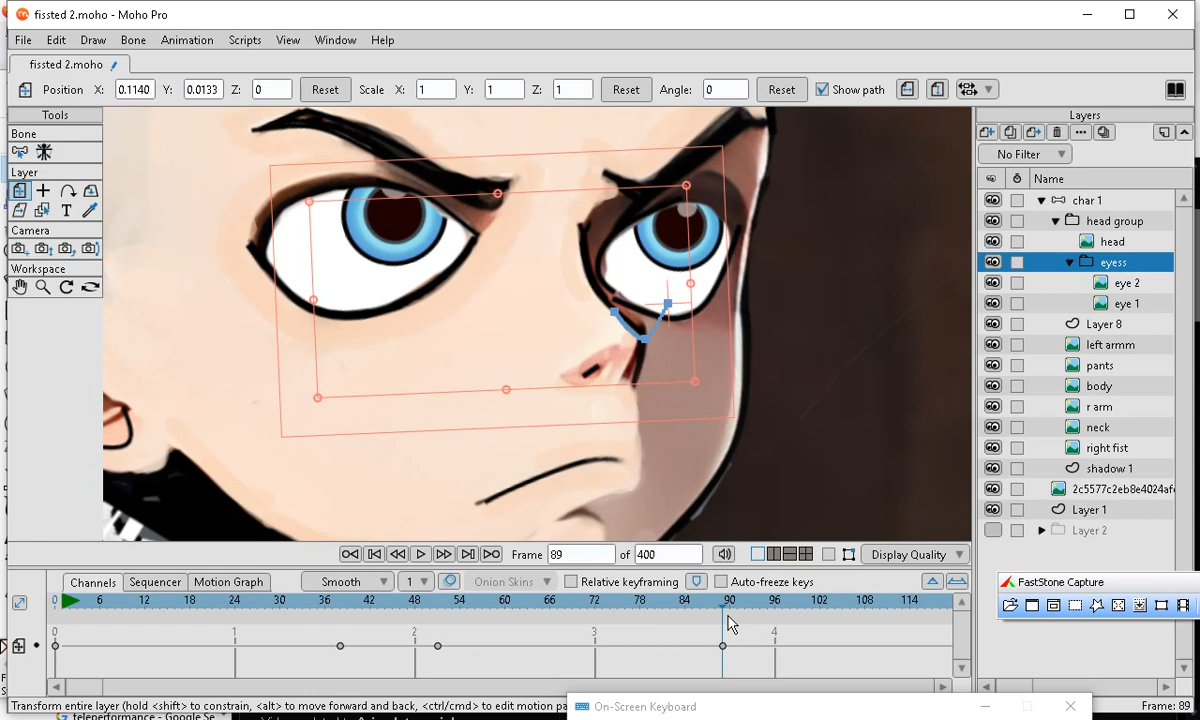 fissted 2.moho - Moho Pro
File Edit Draw Bone Animation Scripts View Window Help
fissted 2.moho
Position X: 0.1140 Y: 0.0133 Z: 0 Reset Scale X: 1 Y: 1 Z: 1 Reset Angle: 0 Reset Show path
Tools
Bone
Layer
T
Camera
Workspace
Layers
No Filter
Name
char 1
head group
head
eyess
eye 2
eye 1
Layer 8
left armm
pants
body
r arm
neck
right fist
shadow 1
2c5577c2eb8e4024afe
Layer 1
Layer 2
Frame 89 of 400 Display Quality
Channels Sequencer Motion Graph Smooth 1 Onion Skins Relative keyframing Auto-freeze keys
0 6 12 18 24 30 36 42 48 54 60 66 72 78 84 90 96 102 108 114
0 1 2 3 4
FastStone Capture
Transform entire layer (hold <shift> to constrain, <alt> to move forward and back, <ctrl/cmd> to edit motion pa
Frame: 89
On-Screen Keyboard
teleperformance - Google Se